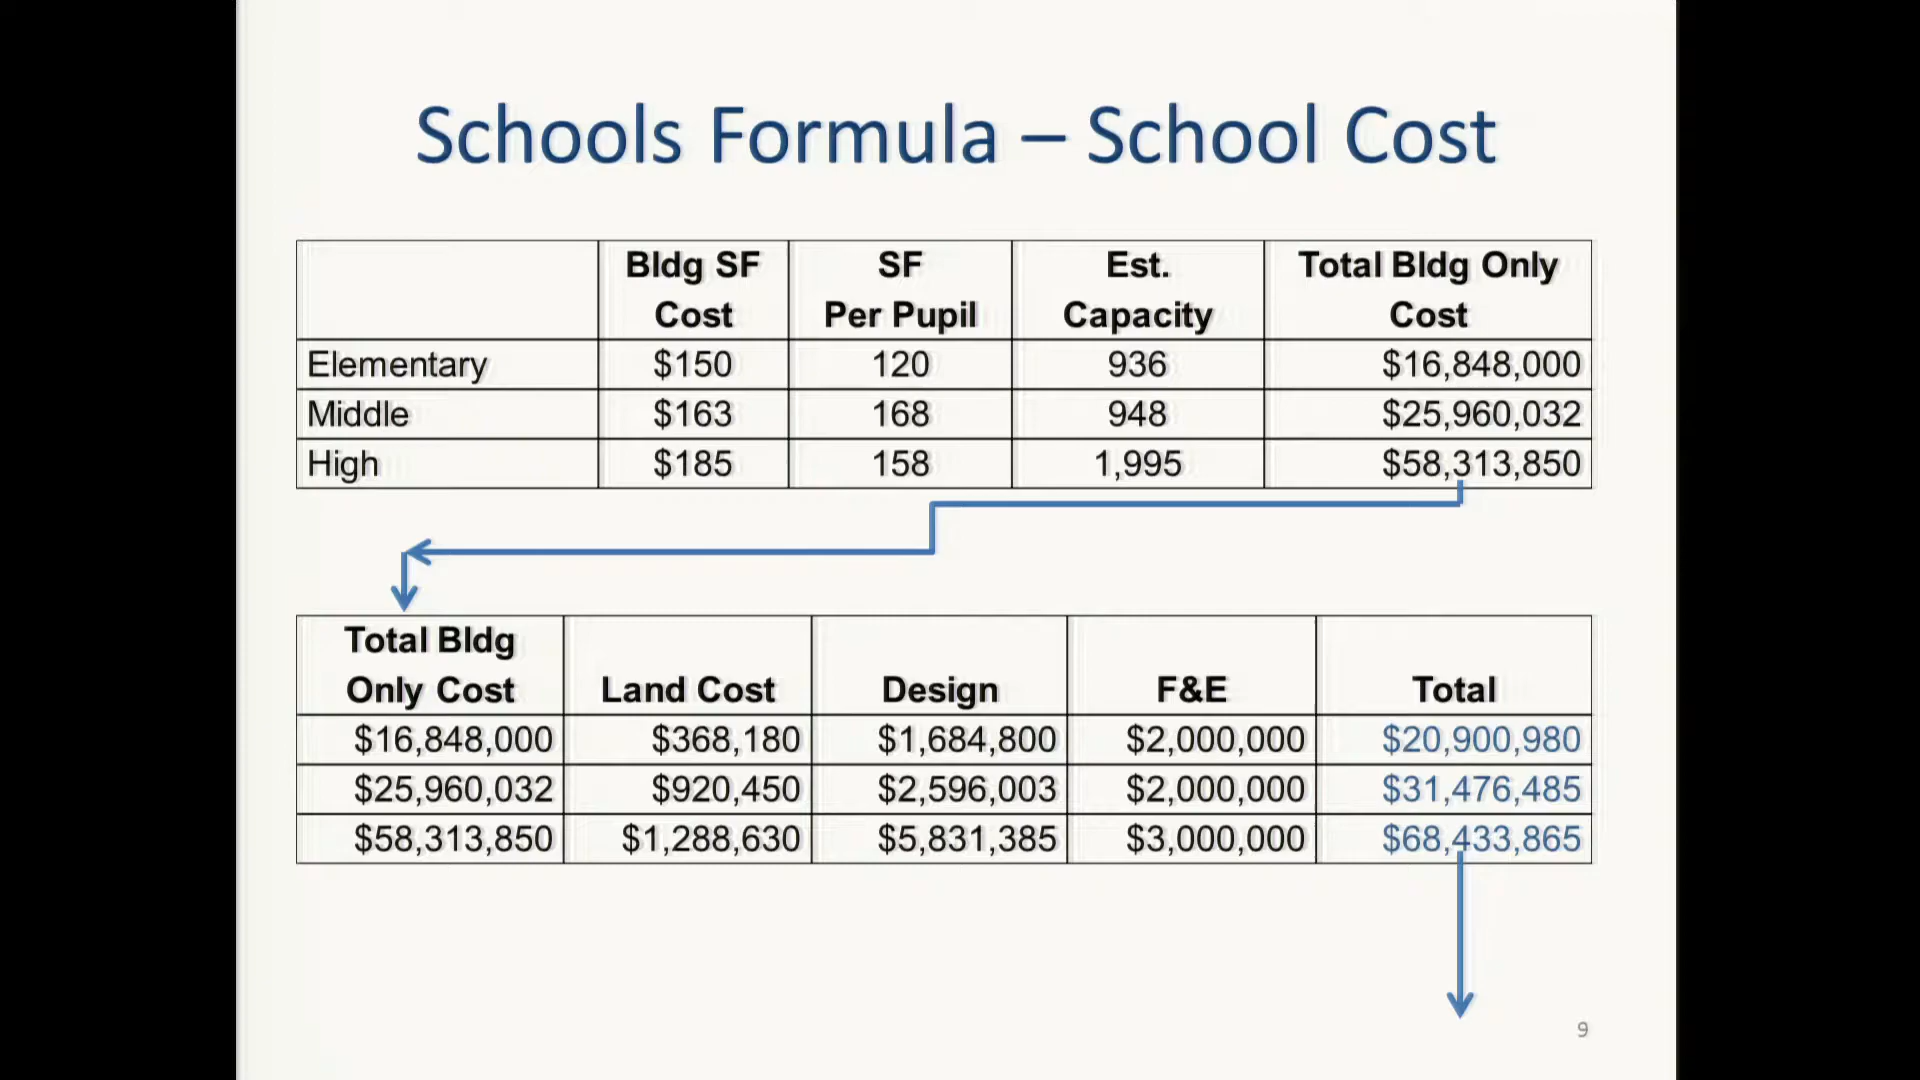 Schools Formula – School Cost
Bldg SF Cost SF Per Pupil Est. Capacity Total Bldg Only Cost
Elementary $150 120 936 $16,848,000
Middle $163 168 948 $25,960,032
High $185 158 1,995 $58,313,850
Total Bldg Only Cost Land Cost Design F&E Total
$16,848,000 $368,180 $1,684,800 $2,000,000 $20,900,980
$25,960,032 $920,450 $2,596,003 $2,000,000 $31,476,485
$58,313,850 $1,288,630 $5,831,385 $3,000,000 $68,433,865
9